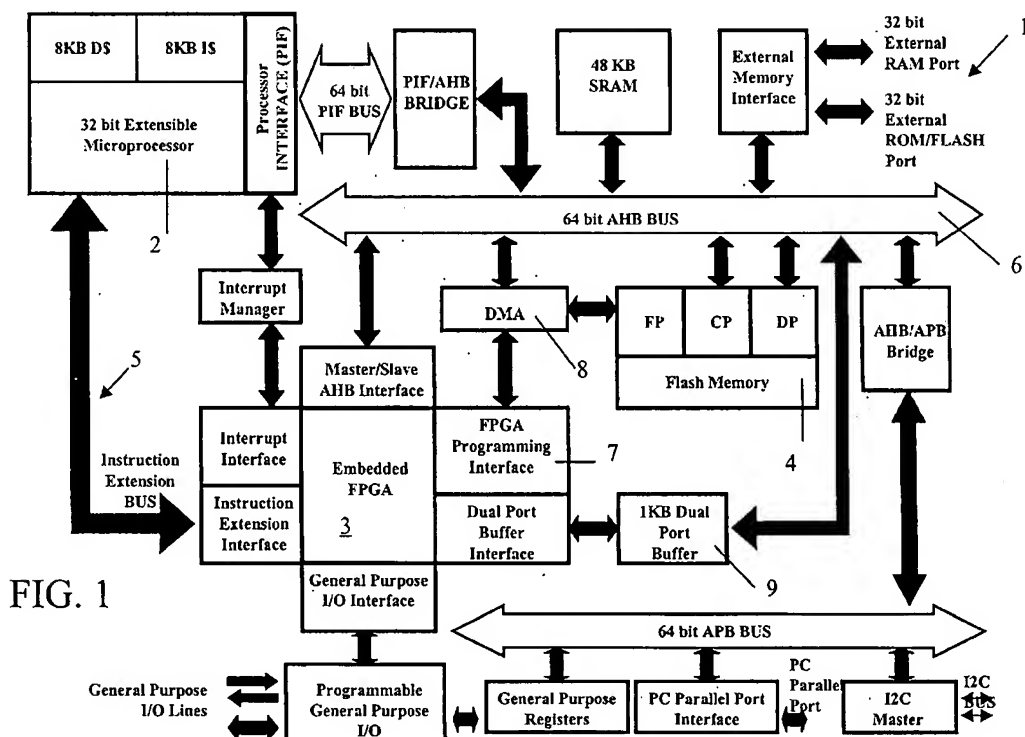 8KB D$
8KB I$
Processor
INTERFACE (PIF)
32 bit Extensible
Microprocessor
2
64 bit
PIF BUS
PIF/AHB
BRIDGE
48 KB
SRAM
External
Memory
Interface
32 bit
External
RAM Port
32 bit
External
ROM/FLASH
Port
1
64 bit AHB BUS
6
Interrupt
Manager
DMA
8
FP
CP
DP
Flash Memory
4
AHB/APB
Bridge
5
Instruction
Extension
BUS
Master/Slave
AHB Interface
Interrupt
Interface
Instruction
Extension
Interface
Embedded
FPGA
3
FPGA
Programming
Interface
7
Dual Port
Buffer
Interface
1KB Dual
Port
Buffer
9
General Purpose
I/O Interface
FIG. 1
64 bit APB BUS
General Purpose
I/O Lines
Programmable
General Purpose
I/O
General Purpose
Registers
PC Parallel Port
Interface
PC
Parallel
Port
I2C
Master
I2C
BUS